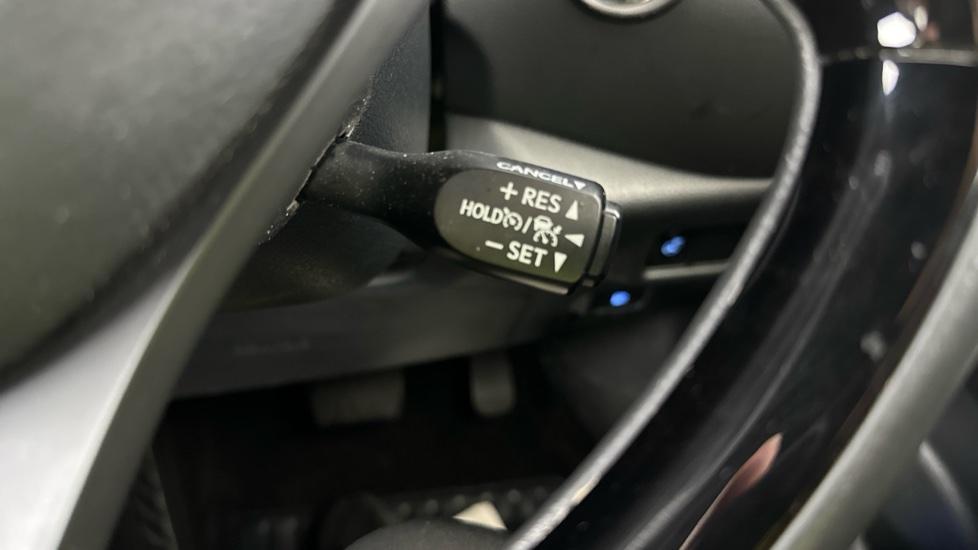 CANCEL▼
+ RES ▲
HOLD / ◀
− SET ▼